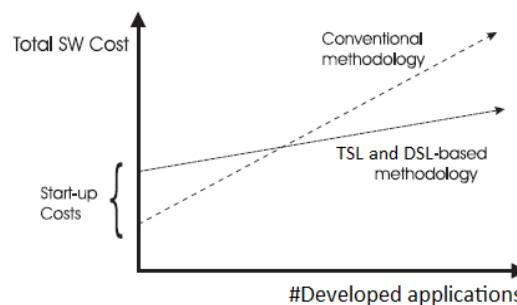 Total SW Cost
Conventional
methodology
TSL and DSL-based
methodology
Start-up
Costs
#Developed applications